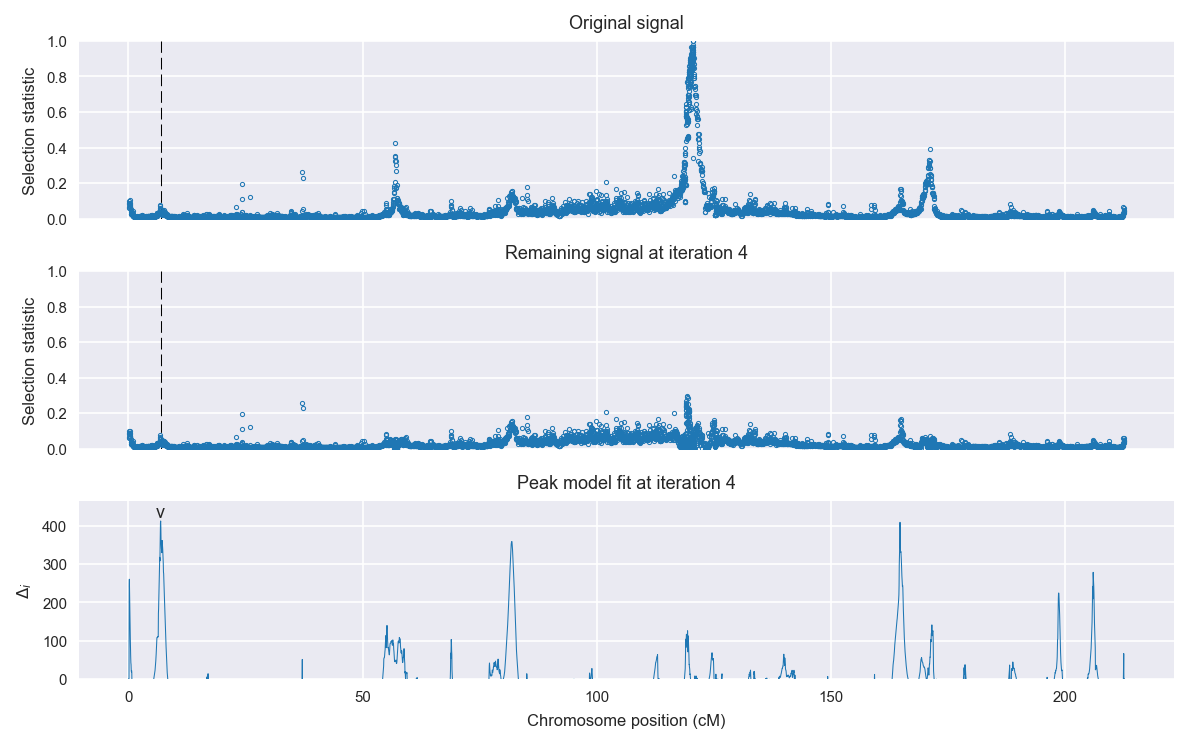 Original signal
1.0
0.8
0.6
0.4
0.2
0.0
Selection statistic
Remaining signal at iteration 4
1.0
0.8
0.6
0.4
0.2
0.0
Selection statistic
Peak model fit at iteration 4
v
400
300
200
100
0
Δi
0 50 100 150 200
Chromosome position (cM)